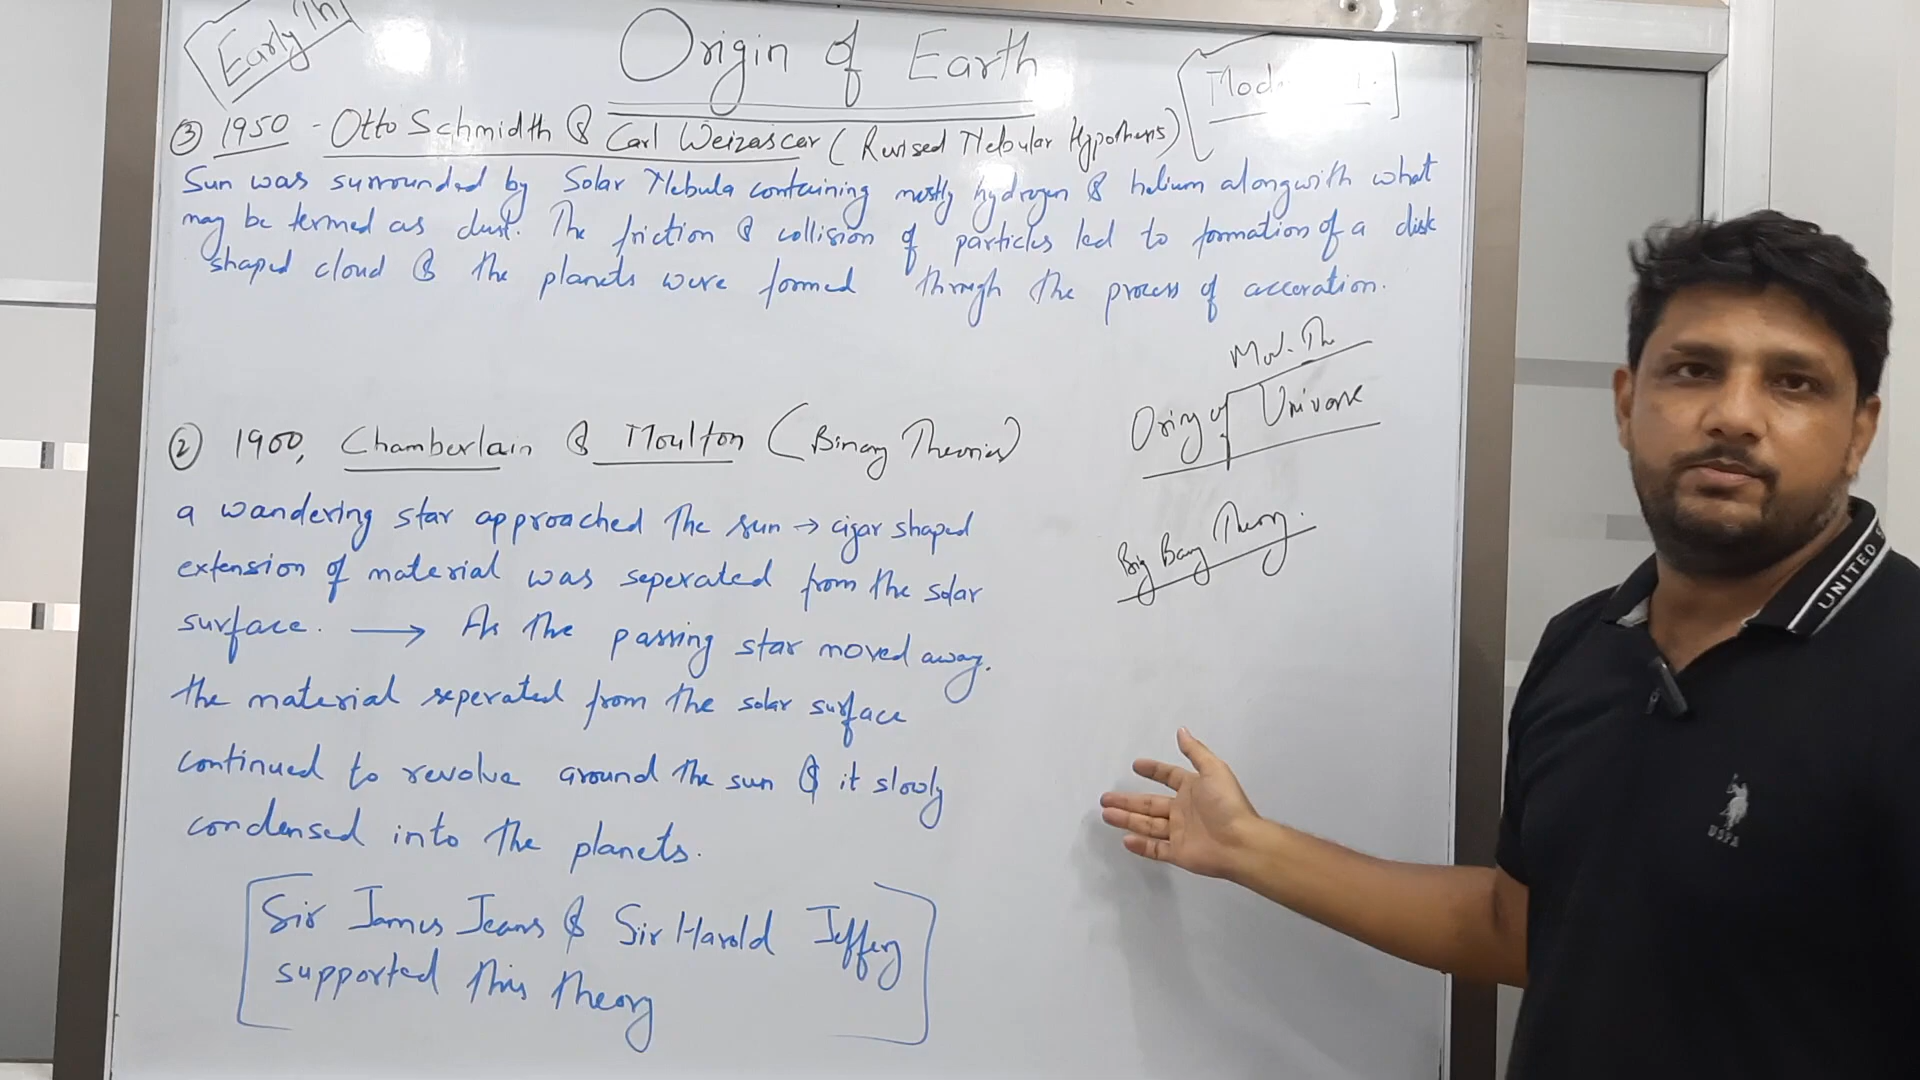 Early Th
Origin of Earth
③ 1950 - Otto Schmidth & Carl Weizascar (Revised Nebular Hypothesis)
Sun was surrounded by Solar Nebula containing mostly hydrogen & helium alongwith what
may be termed as dust. The friction & collision of particles led to formation of a disk
shaped cloud & the planets were formed through the process of acceration.
Mod. Th
Origin of Universe
Big Bang Theory.
② 1900, Chamberlain & Moulton (Binary Theories)
a wandering star approached the sun → cigar shaped
extension of material was seperated from the solar
surface. → As the passing star moved away.
the material seperated from the solar surface
continued to revolve around the sun & it slowly
condensed into the planets.
[Sir James Jeans & Sir Harold Jeffery
supported this theory]
UNITED
USPA